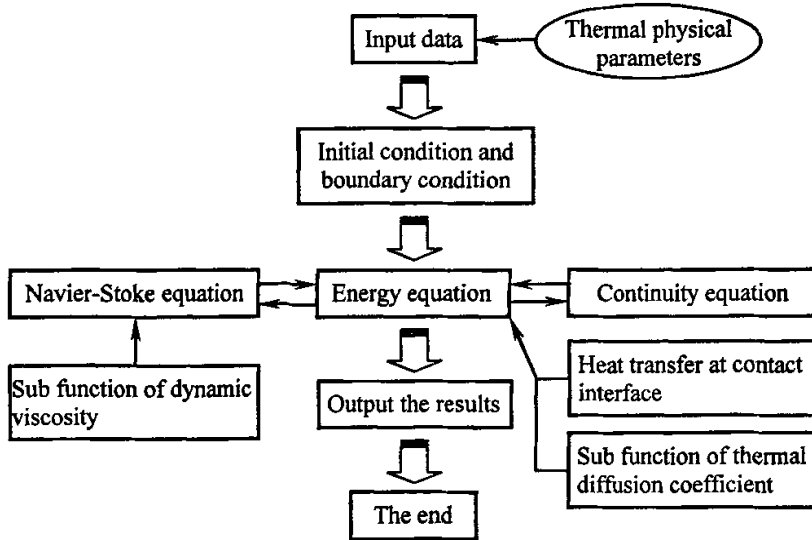 Input data
Thermal physical
parameters
Initial condition and
boundary condition
Navier-Stoke equation
Energy equation
Continuity equation
Sub function of dynamic
viscosity
Output the results
Heat transfer at contact
interface
Sub function of thermal
diffusion coefficient
The end